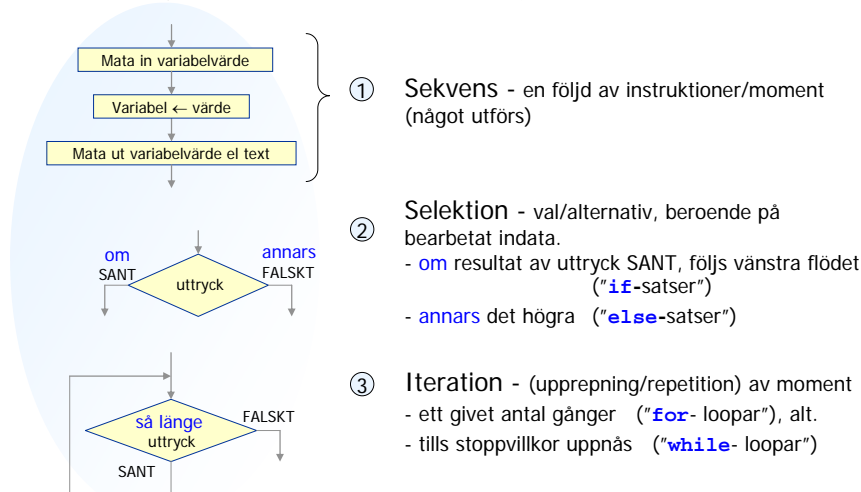 Mata in variabelvärde
Variabel ← värde
Mata ut variabelvärde el text
1 Sekvens - en följd av instruktioner/moment
(något utförs)
om
SANT
uttryck
annars
FALSKT
2 Selektion - val/alternativ, beroende på
bearbetat indata.
- om resultat av uttryck SANT, följs vänstra flödet
("if-satser")
- annars det högra ("else-satser")
så länge
uttryck
FALSKT
SANT
3 Iteration - (upprepning/repetition) av moment
- ett givet antal gånger ("for- loopar"), alt.
- tills stoppvillkor uppnås ("while- loopar")